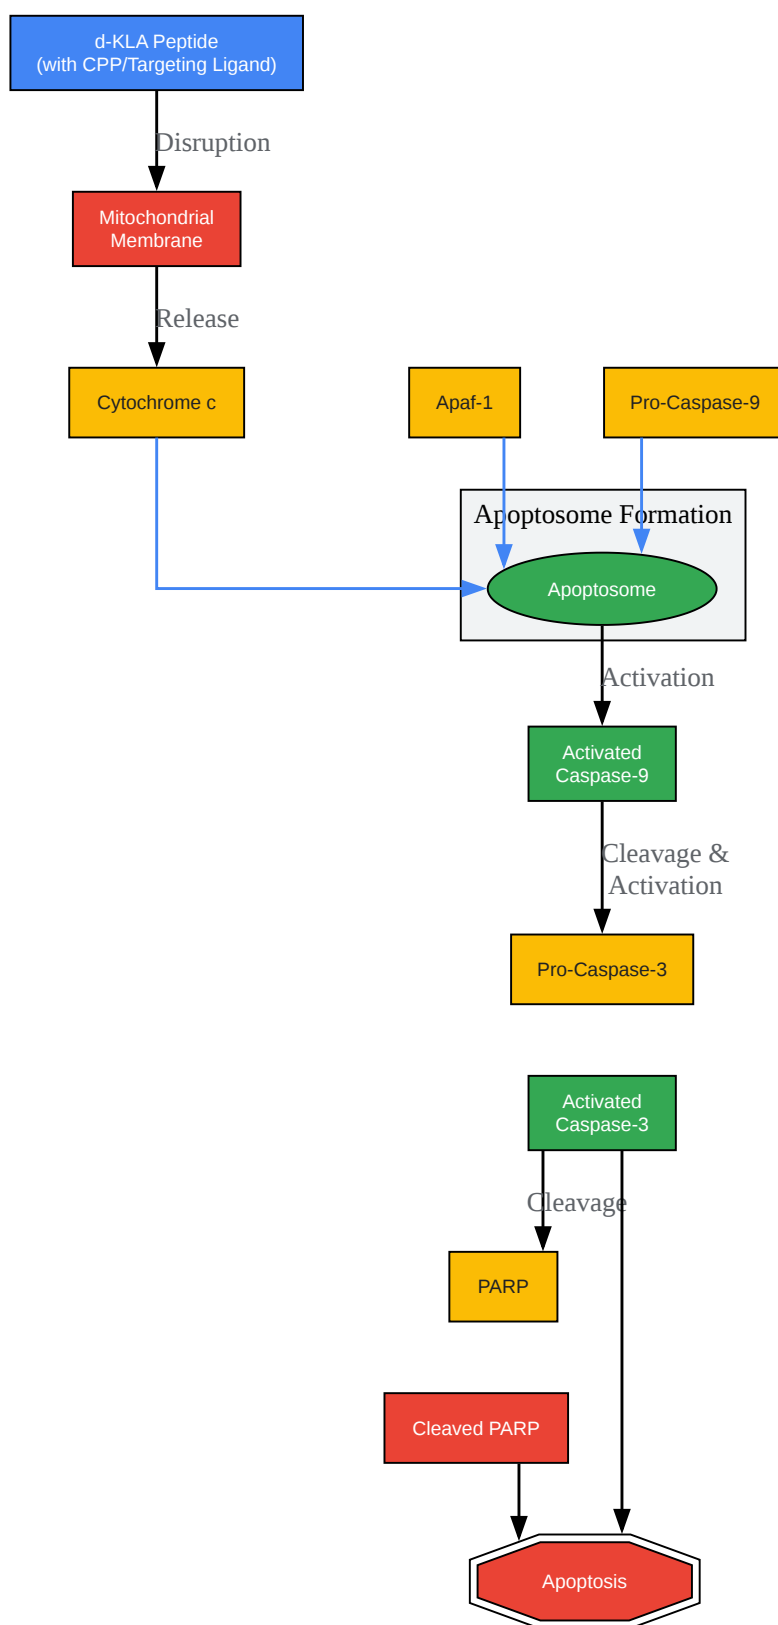 d-KLA Peptide
(with CPP/Targeting Ligand)
Disruption
Mitochondrial
Membrane
Release
Cytochrome c
Apaf-1
Pro-Caspase-9
Apoptosome Formation
Apoptosome
Activation
Activated
Caspase-9
Cleavage &
Activation
Pro-Caspase-3
Activated
Caspase-3
Cleavage
PARP
Cleaved PARP
Apoptosis